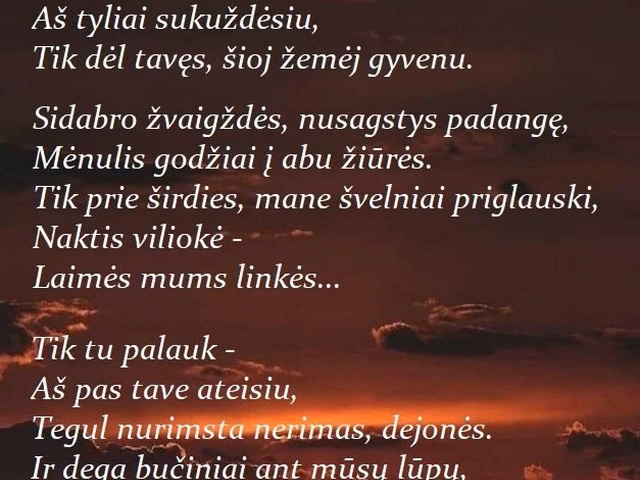 Aš tyliai sukuždėsiu,
Tik dėl tavęs, šioj žemėj gyvenu.
Sidabro žvaigždės, nusagstys padangę,
Mėnulis godžiai į abu žiūrės.
Tik prie širdies, mane švelniai priglauski,
Naktis viliokė -
Laimės mums linkės...
Tik tu palauk -
Aš pas tave ateisiu,
Tegul nurimsta nerimas, dejonės.
Ir dega bučiniai ant mūsų lūpų,